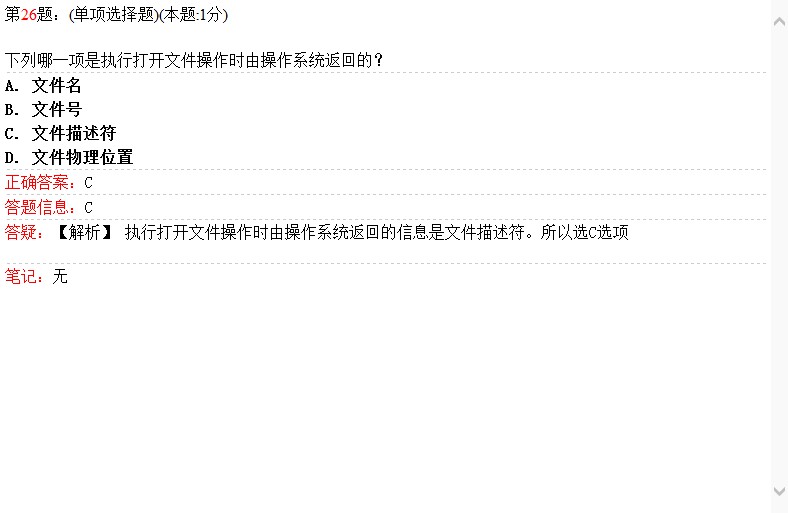 第26题: (单项选择题)(本题:1分)
下列哪一项是执行打开文件操作时由操作系统返回的?
A. 文件名
B. 文件号
C. 文件描述符
D. 文件物理位置
正确答案: C
答题信息: C
答疑: 【解析】 执行打开文件操作时由操作系统返回的信息是文件描述符。所以选C选项
笔记: 无